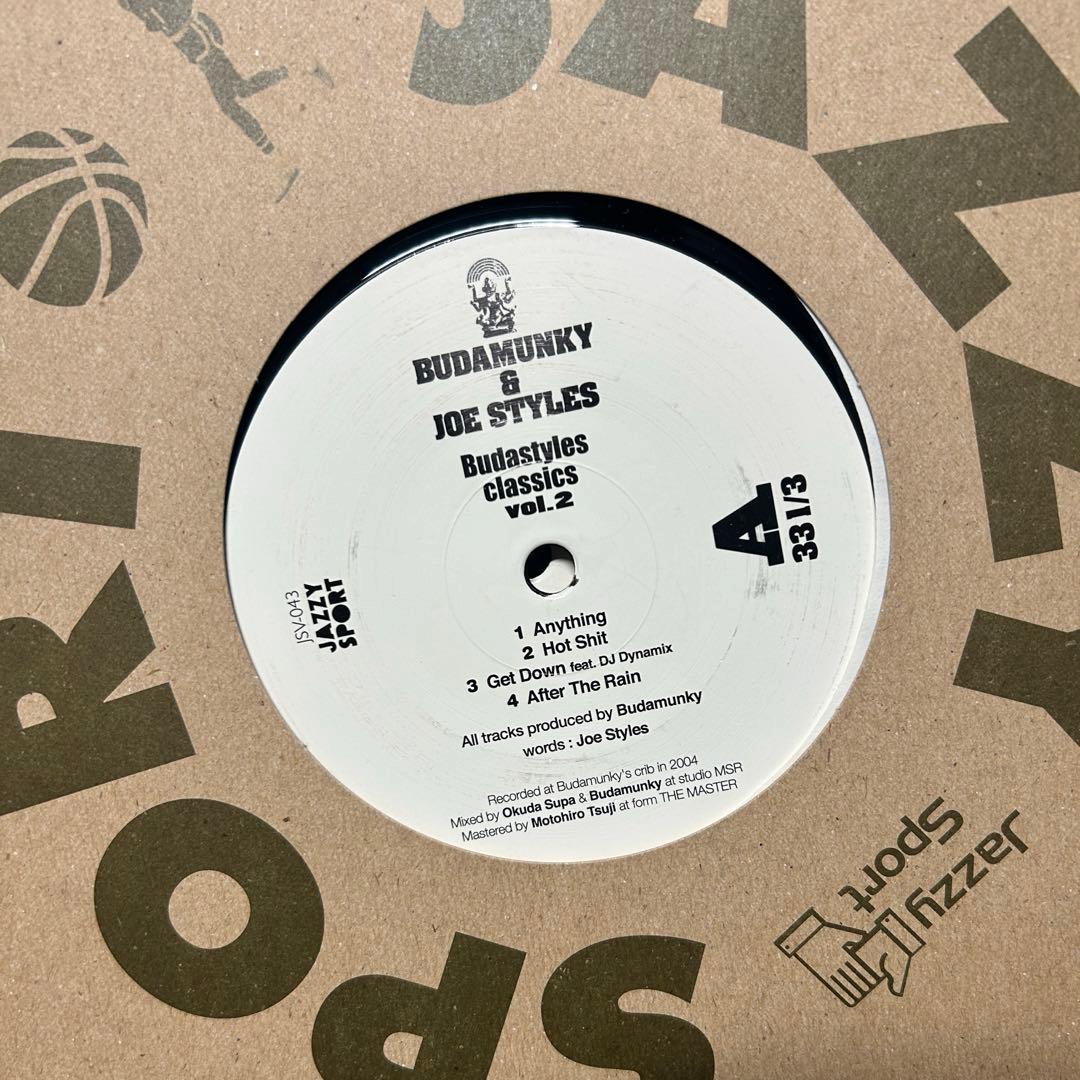 BUDAMUNKY
&
JOE STYLES
Budastyles
classics
vol.2
A
33 1/3
JSV-043
JAZZY
SPORT
1 Anything
2 Hot Shit
3 Get Down feat. DJ Dynamix
4 After The Rain
All tracks produced by Budamunky
words : Joe Styles
Recorded at Budamunky's crib in 2004
Mixed by Okuda Supa & Budamunky at studio MSR
Mastered by Motohiro Tsuji at form THE MASTER
JAZZY
SPORT
Jazzy
Sport